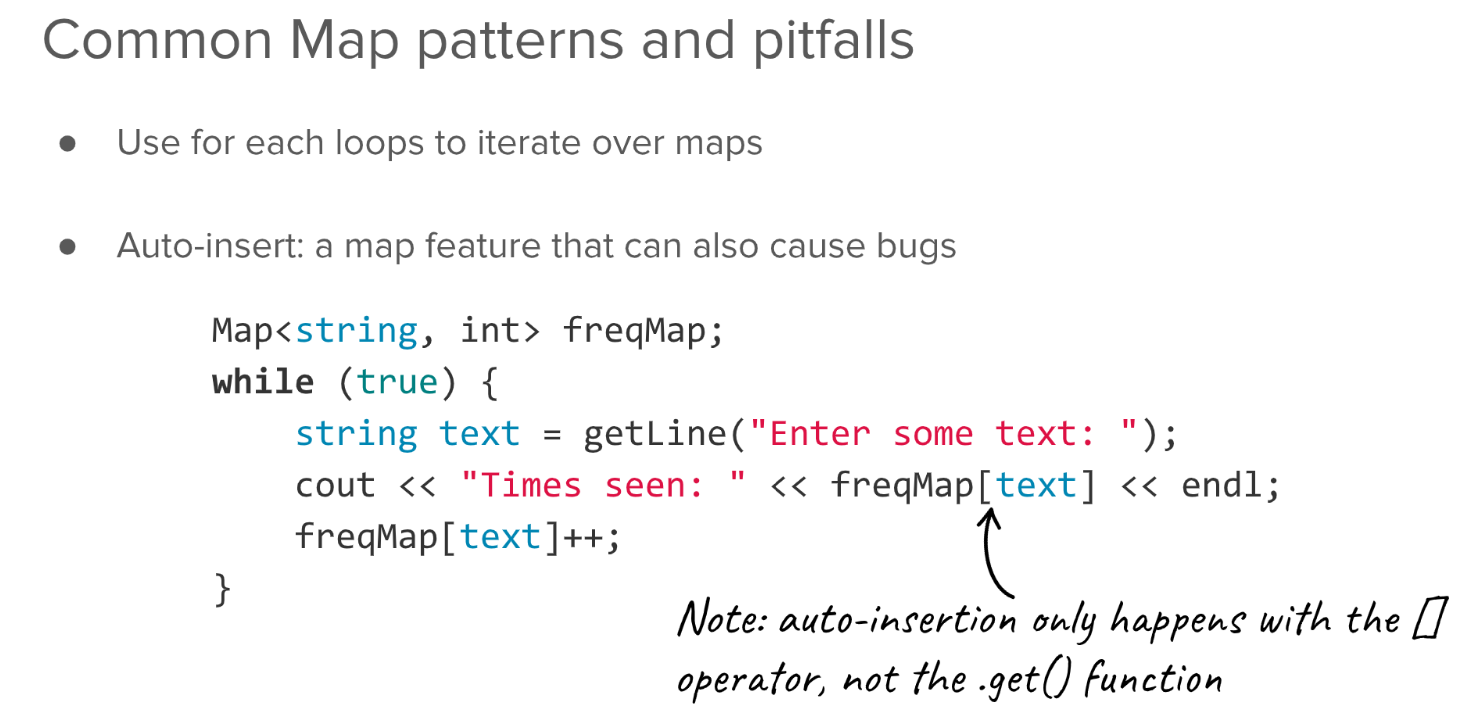 Common Map patterns and pitfalls
● Use for each loops to iterate over maps
● Auto-insert: a map feature that can also cause bugs
Map<string, int> freqMap;
while (true) {
    string text = getLine("Enter some text: ");
    cout << "Times seen: " << freqMap[text] << endl;
    freqMap[text]++;
}
Note: auto-insertion only happens with the []
operator, not the .get() function